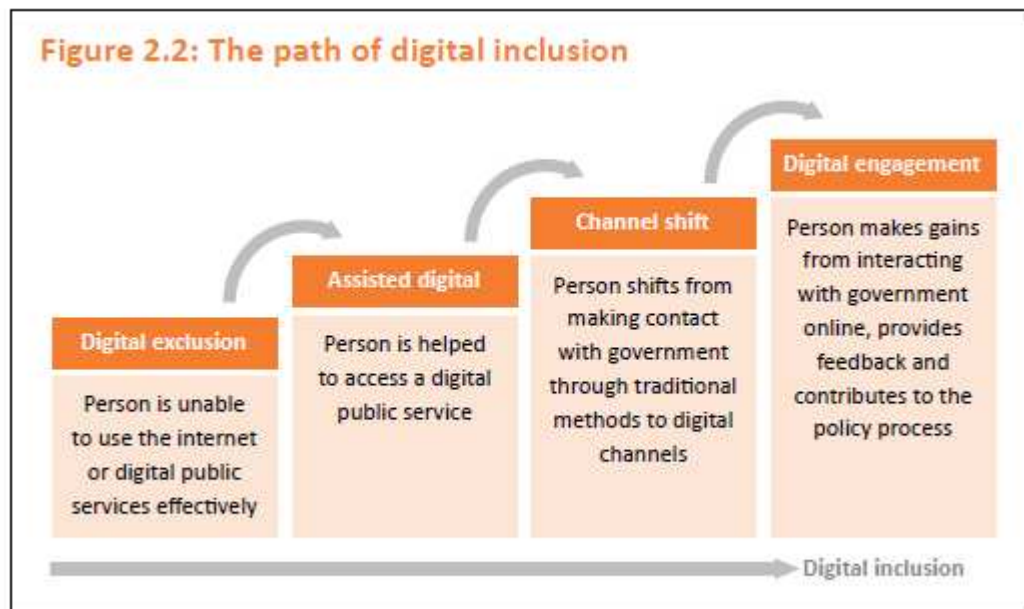 Figure 2.2: The path of digital inclusion
Digital exclusion
Person is unable
to use the internet
or digital public
services effectively
Assisted digital
Person is helped
to access a digital
public service
Channel shift
Person shifts from
making contact
with government
through traditional
methods to digital
channels
Digital engagement
Person makes gains
from interacting
with government
online, provides
feedback and
contributes to the
policy process
Digital inclusion